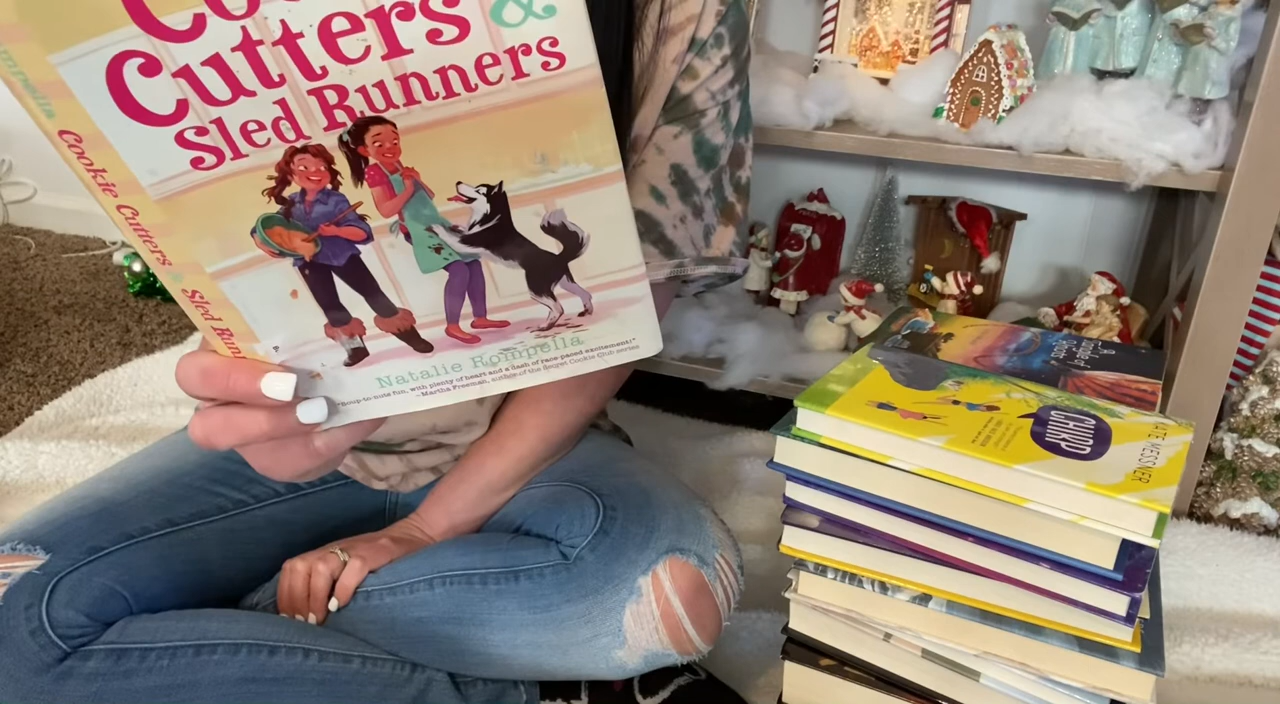 Cutters &
Sled Runners
Natalie Rompella
"Soup-to-nuts fun, with plenty of heart and a dash of race-paced excitement!"
—Martha Freeman, author of the Secret Cookie Club series
Cookie Cutters
Sled Run
CHIRP
ATE MESSNER